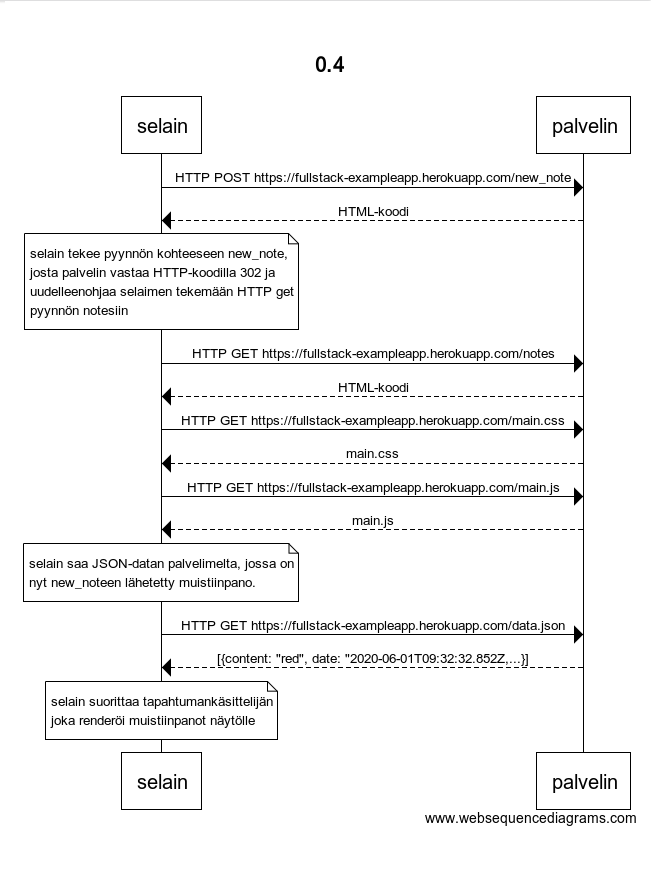 0.4
selain
palvelin
HTTP POST https://fullstack-exampleapp.herokuapp.com/new_note
HTML-koodi
selain tekee pyynnön kohteeseen new_note,
josta palvelin vastaa HTTP-koodilla 302 ja
uudelleenohjaa selaimen tekemään HTTP get
pyynnön notesiin
HTTP GET https://fullstack-exampleapp.herokuapp.com/notes
HTML-koodi
HTTP GET https://fullstack-exampleapp.herokuapp.com/main.css
main.css
HTTP GET https://fullstack-exampleapp.herokuapp.com/main.js
main.js
selain saa JSON-datan palvelimelta, jossa on
nyt new_noteen lähetetty muistiinpano.
HTTP GET https://fullstack-exampleapp.herokuapp.com/data.json
[{content: "red", date: "2020-06-01T09:32:32.852Z,...}]
selain suorittaa tapahtumankäsittelijän
joka renderöi muistiinpanot näytölle
selain
palvelin
www.websequencediagrams.com